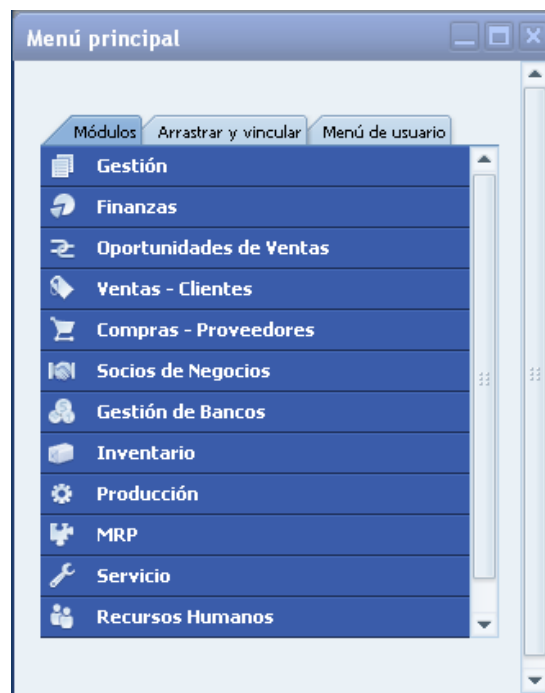 Menú principal
Módulos Arrastrar y vincular Menú de usuario
Gestión
Finanzas
Oportunidades de Ventas
Ventas - Clientes
Compras - Proveedores
Socios de Negocios
Gestión de Bancos
Inventario
Producción
MRP
Servicio
Recursos Humanos